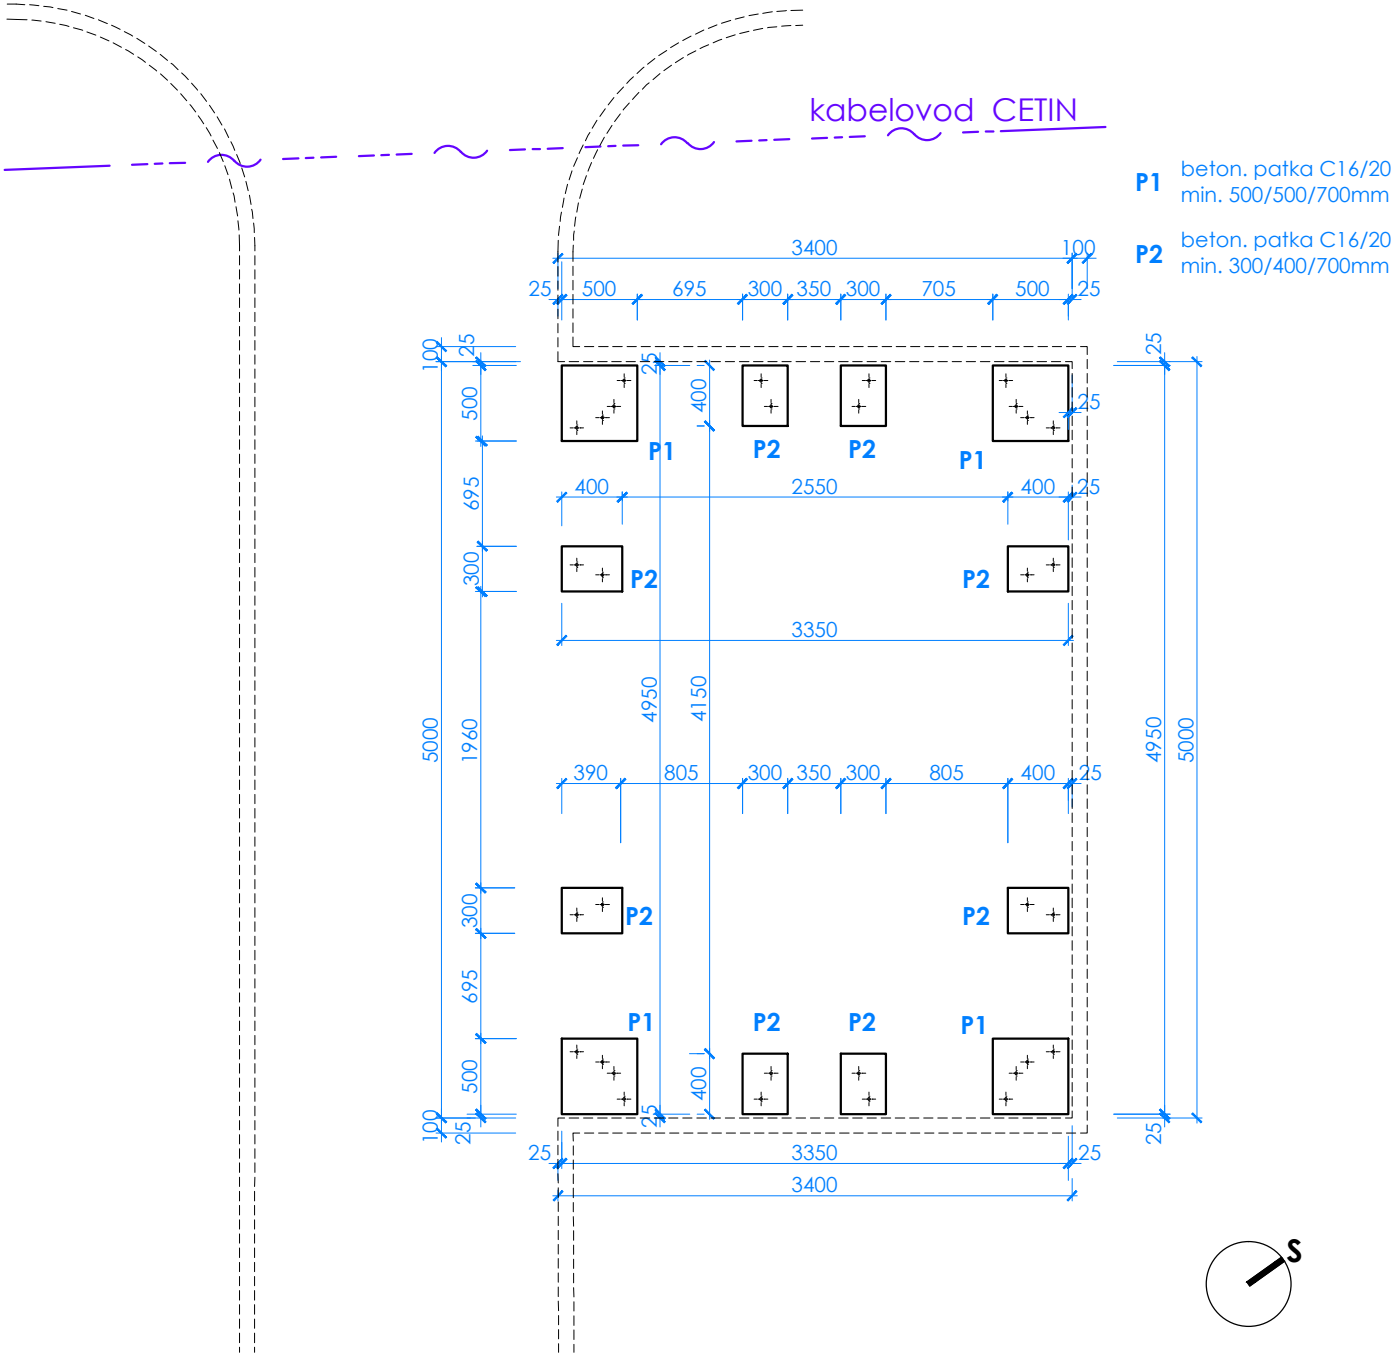 kabelovod CETIN
P1 beton. patka C16/20
min. 500/500/700mm
P2 beton. patka C16/20
min. 300/400/700mm
3400 100
25 500 695 300 350 300 705 500 25
100 25 25 25
500 400 25
P1 P2 P2 P1
695 400 2550 400 25
300 P2 P2
3350
5000 1960 4950 4150 4950 5000
390 805 300 350 300 805 400 25
300 P2 P2
695
P1 P2 P2 P1
500 400
100 25 25 25
25 3350 25
3400
S